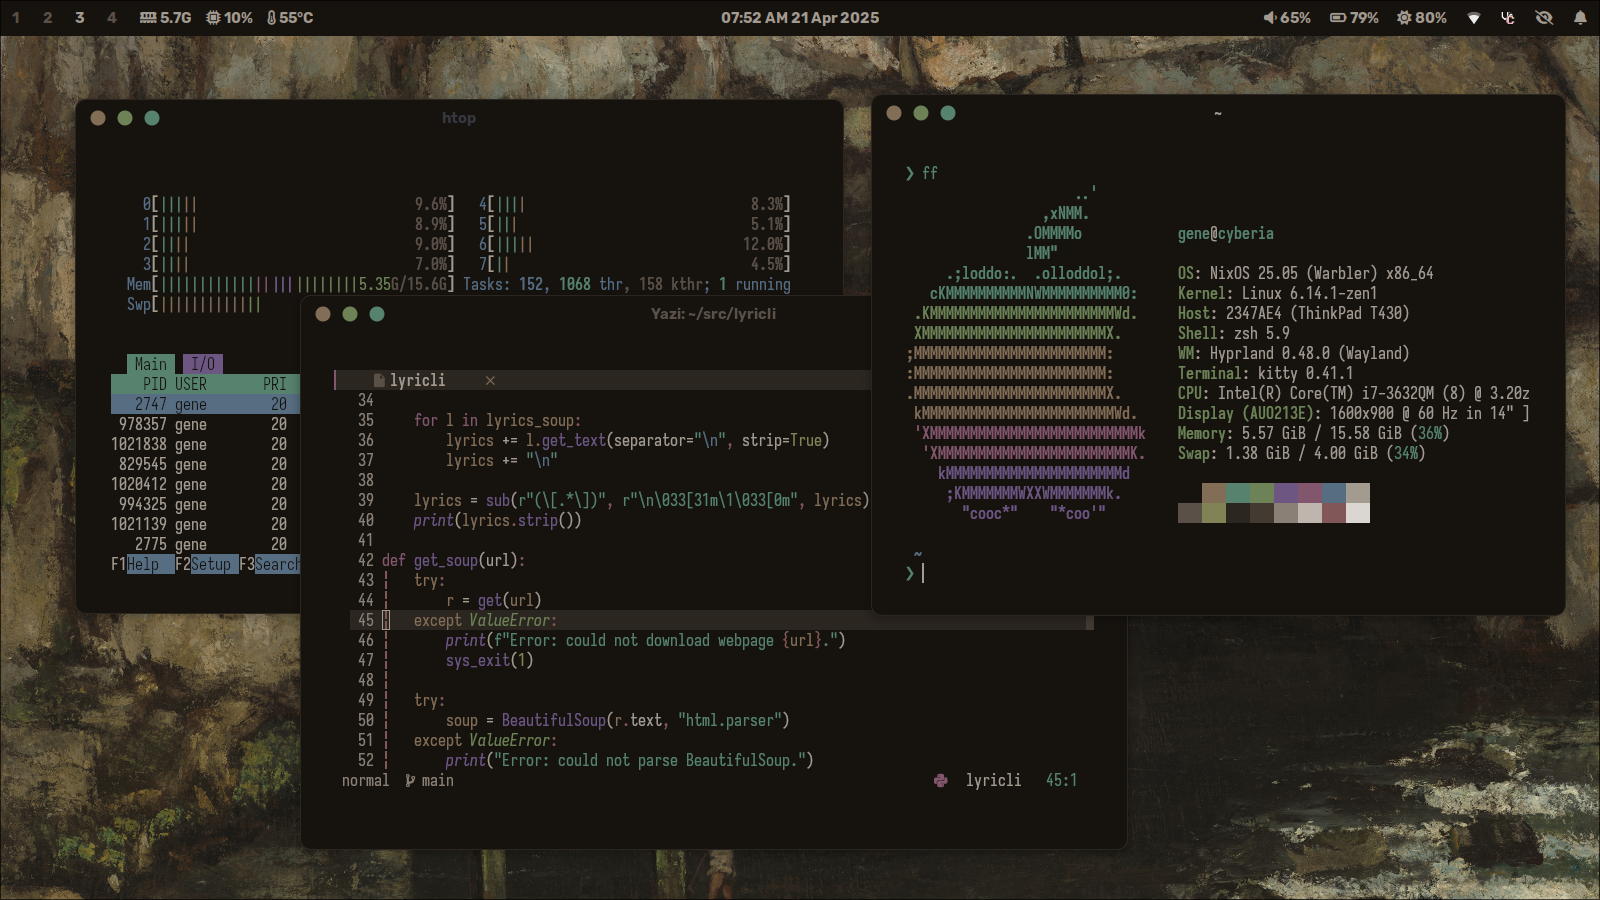 1 2 3 4 5.7G 10% 55°C 07:52 AM 21 Apr 2025 65% 79% 80%
htop
0[||||| 9.6%] 4[|||| 8.3%]
1[||||| 8.9%] 5[||| 5.1%]
2[|||| 9.0%] 6[||||| 12.0%]
3[|||| 7.0%] 7[|| 4.5%]
Mem[|||||||||||||||||||||||||5.35G/15.6G] Tasks: 152, 1068 thr, 158 kthr; 1 running
Swp[|||||||||||||
Main I/O
PID USER PRI
2747 gene 20
978357 gene 20
1021838 gene 20
829545 gene 20
1020412 gene 20
994325 gene 20
1021139 gene 20
2775 gene 20
F1Help F2Setup F3Search
Yazi: ~/src/lyricli
lyricli ×
34
35 for l in lyrics_soup:
36 lyrics += l.get_text(separator="\n", strip=True)
37 lyrics += "\n"
38
39 lyrics = sub(r"(\[.*\])", r"\n\033[31m\1\033[0m", lyrics)
40 print(lyrics.strip())
41
42 def get_soup(url):
43 try:
44 r = get(url)
45 except ValueError:
46 print(f"Error: could not download webpage {url}.")
47 sys_exit(1)
48
49 try:
50 soup = BeautifulSoup(r.text, "html.parser")
51 except ValueError:
52 print("Error: could not parse BeautifulSoup.")
normal main lyricli 45:1
~
❯ ff
..'
,xNMM.
.OMMMMo
lMM"
.;loddo:. .olloddol;.
cKMMMMMMMMMMNWMMMMMMMMMM0:
.KMMMMMMMMMMMMMMMMMMMMMMMWd.
XMMMMMMMMMMMMMMMMMMMMMMMX.
;MMMMMMMMMMMMMMMMMMMMMMMM:
:MMMMMMMMMMMMMMMMMMMMMMMM:
.MMMMMMMMMMMMMMMMMMMMMMMMX.
kMMMMMMMMMMMMMMMMMMMMMMMMWd.
'XMMMMMMMMMMMMMMMMMMMMMMMMMMk
'XMMMMMMMMMMMMMMMMMMMMMMMMK.
kMMMMMMMMMMMMMMMMMMMMMMd
;KMMMMMMMWXXWMMMMMMMk.
"cooc*" "*coo'"
gene@cyberia
OS: NixOS 25.05 (Warbler) x86_64
Kernel: Linux 6.14.1-zen1
Host: 2347AE4 (ThinkPad T430)
Shell: zsh 5.9
WM: Hyprland 0.48.0 (Wayland)
Terminal: kitty 0.41.1
CPU: Intel(R) Core(TM) i7-3632QM (8) @ 3.20z
Display (AUO213E): 1600x900 @ 60 Hz in 14" ]
Memory: 5.57 GiB / 15.58 GiB (36%)
Swap: 1.38 GiB / 4.00 GiB (34%)
~
❯